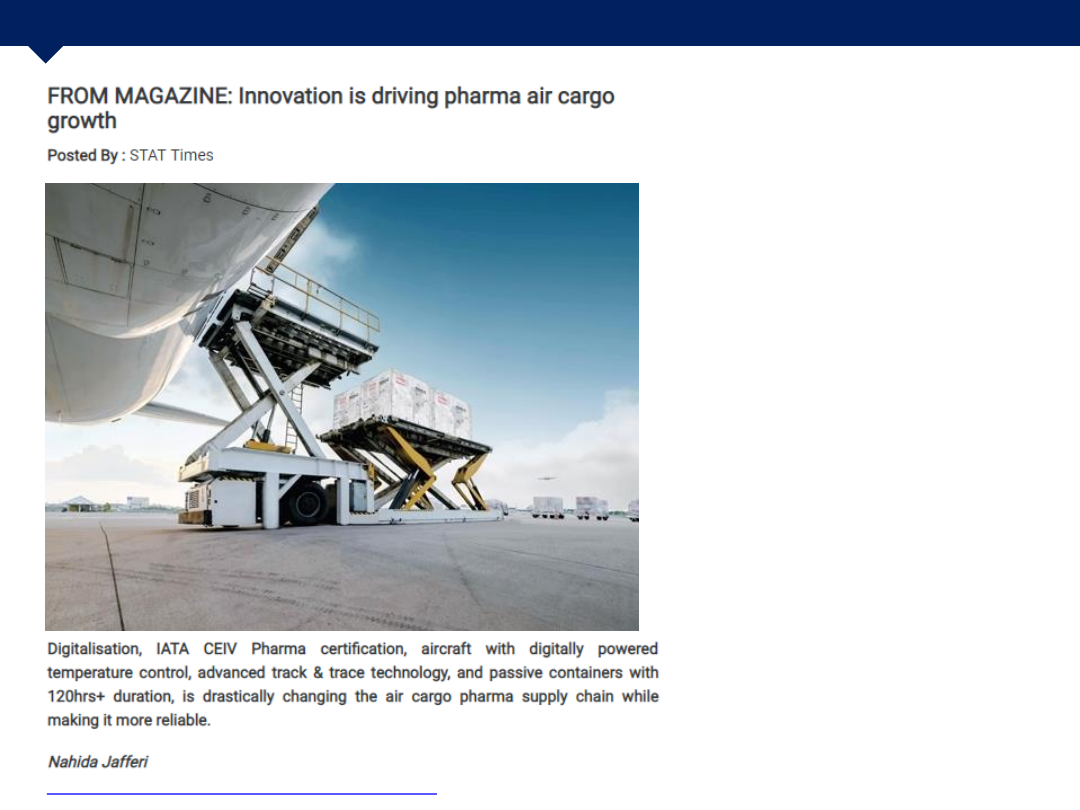 FROM MAGAZINE: Innovation is driving pharma air cargo
growth
Posted By : STAT Times
Digitalisation, IATA CEIV Pharma certification, aircraft with digitally powered
temperature control, advanced track & trace technology, and passive containers with
120hrs+ duration, is drastically changing the air cargo pharma supply chain while
making it more reliable.
Nahida Jafferi